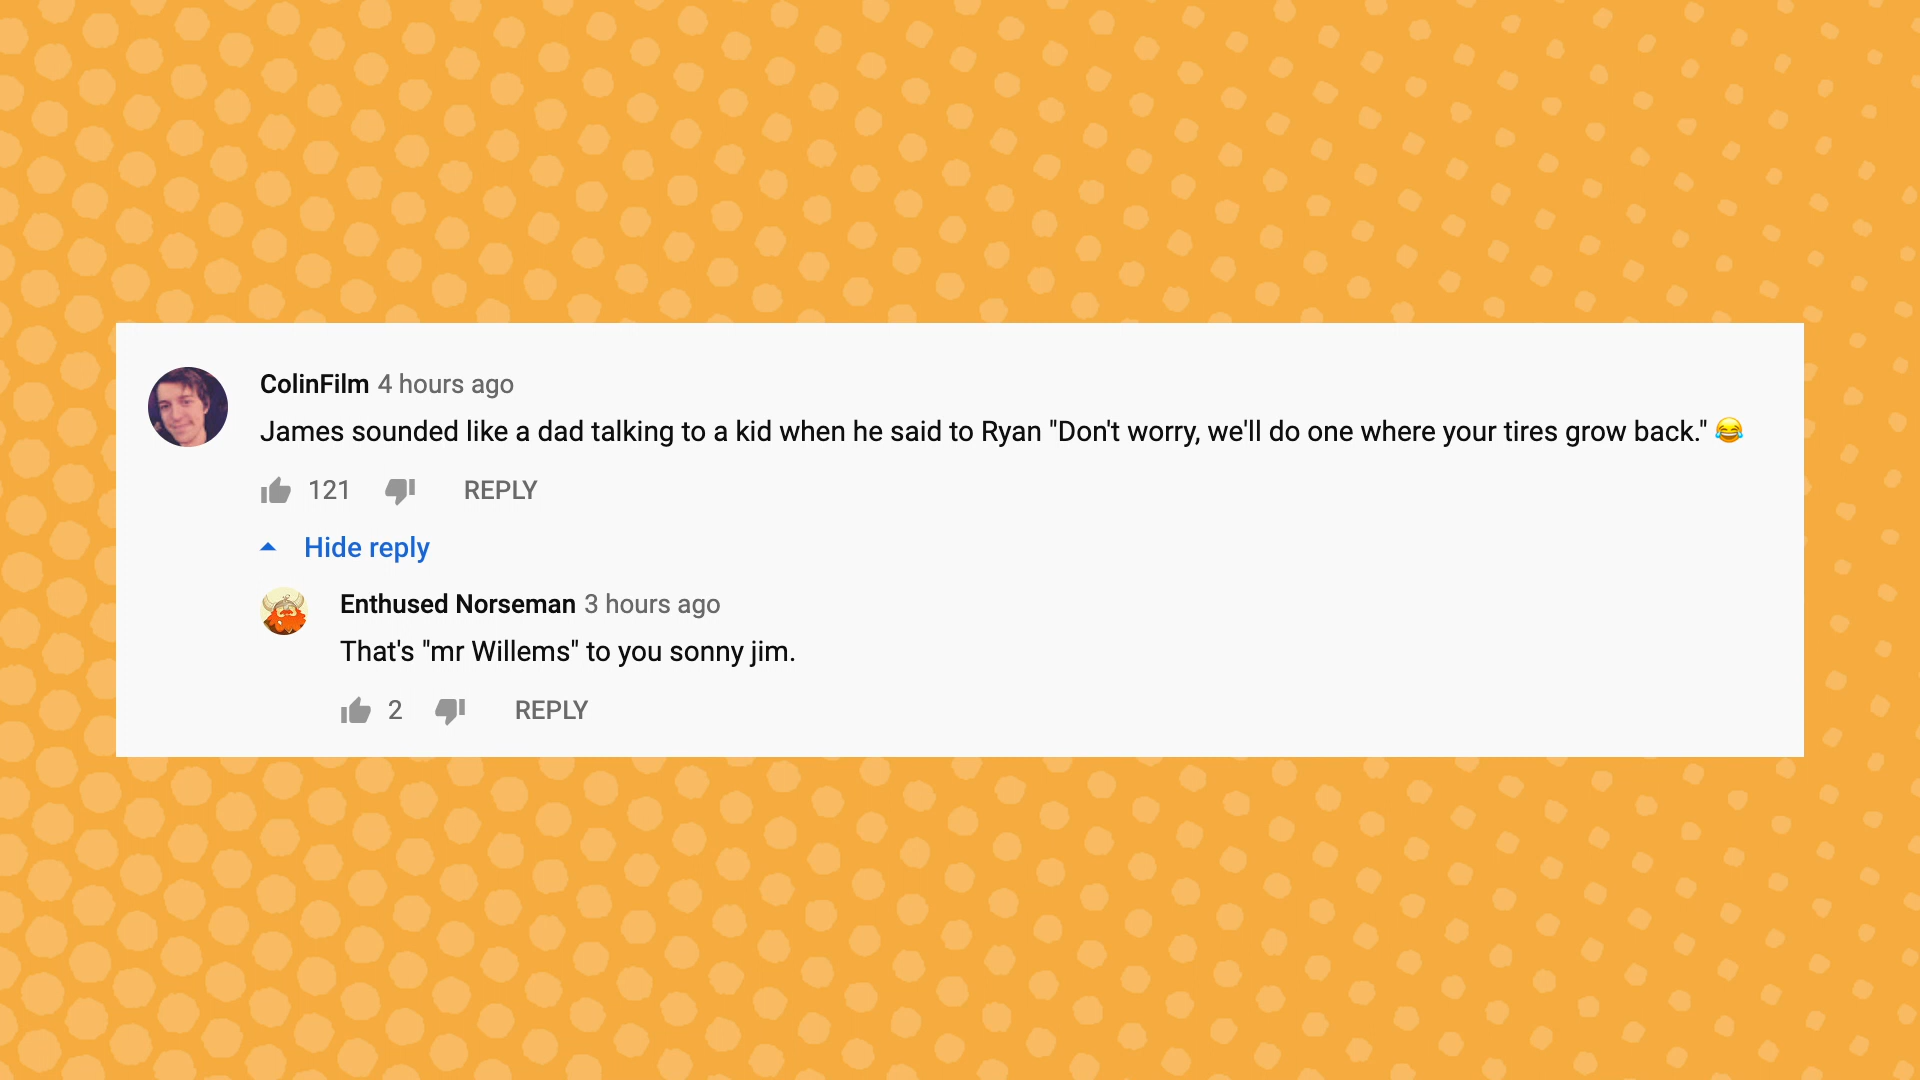 ColinFilm 4 hours ago
James sounded like a dad talking to a kid when he said to Ryan "Don't worry, we'll do one where your tires grow back." 😂
121 REPLY
Hide reply
Enthused Norseman 3 hours ago
That's "mr Willems" to you sonny jim.
2 REPLY